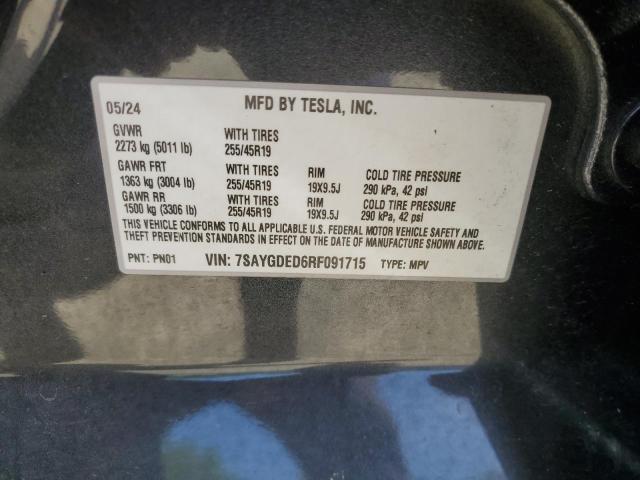 05/24 MFD BY TESLA, INC.
GVWR WITH TIRES
2273 kg (5011 lb) 255/45R19
GAWR FRT WITH TIRES RIM COLD TIRE PRESSURE
1363 kg (3004 lb) 255/45R19 19X9.5J 290 kPa, 42 psi
GAWR RR WITH TIRES RIM COLD TIRE PRESSURE
1500 kg (3306 lb) 255/45R19 19X9.5J 290 kPa, 42 psi
THIS VEHICLE CONFORMS TO ALL APPLICABLE U.S. FEDERAL MOTOR VEHICLE SAFETY AND
THEFT PREVENTION STANDARDS IN EFFECT ON THE DATE OF MANUFACTURE SHOWN ABOVE.
PNT: PN01 VIN: 7SAYGDED6RF091715 TYPE: MPV